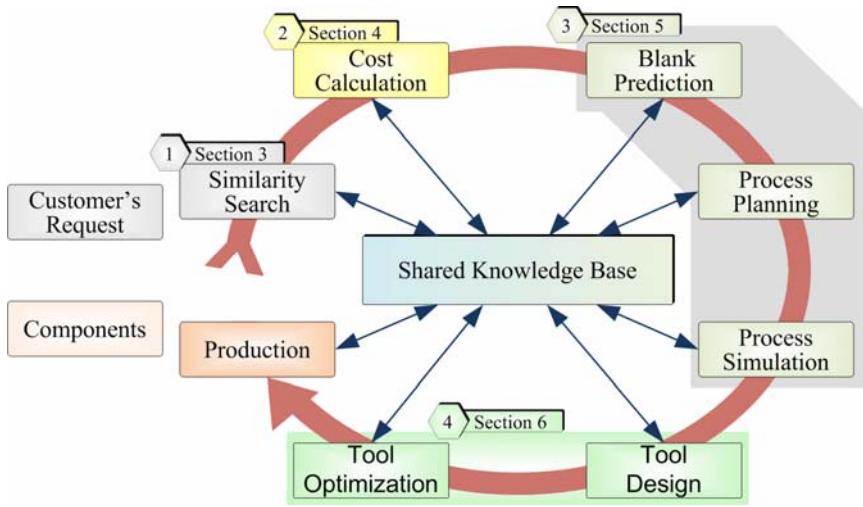 2 Section 4
Cost
Calculation
3 Section 5
Blank
Prediction
1 Section 3
Similarity
Search
Customer's
Request
Process
Planning
Shared Knowledge Base
Components
Production
Process
Simulation
4 Section 6
Tool
Optimization
Tool
Design